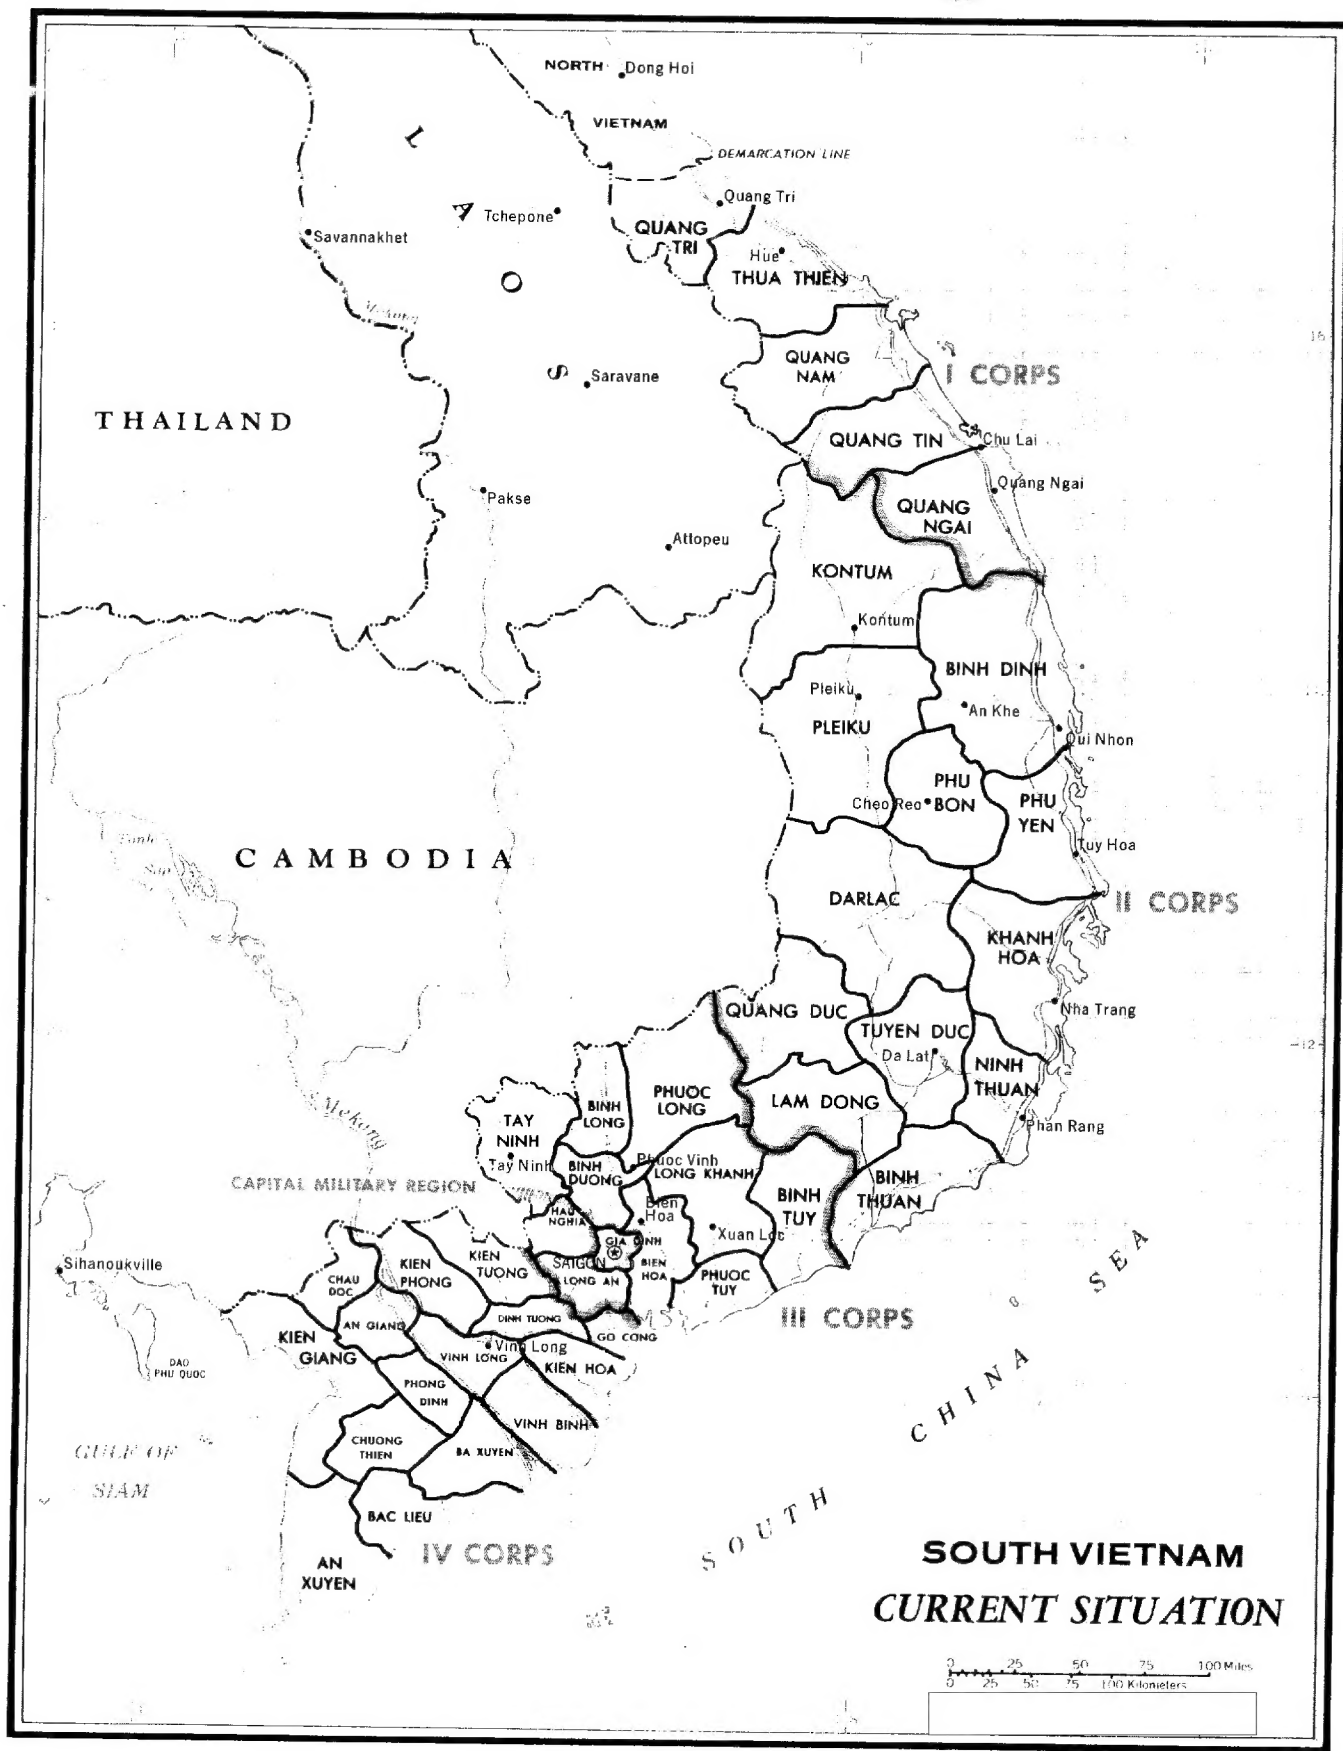 NORTH
Dong Hoi
VIETNAM
DEMARCATION LINE
L
A
O
S
Tchepone
Quang Tri
QUANG
TRI
Savannakhet
Hue
THUA THIEN
Mekong
16
QUANG
NAM
I CORPS
Saravane
THAILAND
QUANG TIN
Chu Lai
Pakse
Quang Ngai
QUANG
NGAI
Attopeu
KONTUM
Kontum
BINH DINH
Pleiku
An Khe
PLEIKU
Qui Nhon
PHU
BON
Cheo Reo
PHU
YEN
Tuy Hoa
CAMBODIA
Tonle
Sap
DARLAC
II CORPS
KHANH
HOA
Nha Trang
QUANG DUC
TUYEN DUC
Da Lat
12
NINH
THUAN
PHUOC
LONG
LAM DONG
BINH
LONG
Mekong
TAY
NINH
Tay Ninh
Phan Rang
Phuoc Vinh
BINH
DUONG
LONG KHANH
BINH
THUAN
CAPITAL MILITARY REGION
BINH
TUY
HAU
NGHIA
Bien
Hoa
Xuan Loc
GIA DINH
SAIGON
LONG AN
BIEN
HOA
PHUOC
TUY
KIEN
TUONG
KIEN
PHONG
Sihanoukville
CHAU
DOC
III CORPS
AN GIANG
DINH TUONG
GO CONG
KIEN
GIANG
Vinh Long
VINH LONG
KIEN HOA
DAO
PHU QUOC
PHONG
DINH
VINH BINH
GULF OF
SIAM
CHUONG
THIEN
BA XUYEN
BAC LIEU
IV CORPS
AN
XUYEN
SOUTH CHINA SEA
SOUTH VIETNAM
CURRENT SITUATION
0 25 50 75 100 Miles
0 25 50 75 100 Kilometers